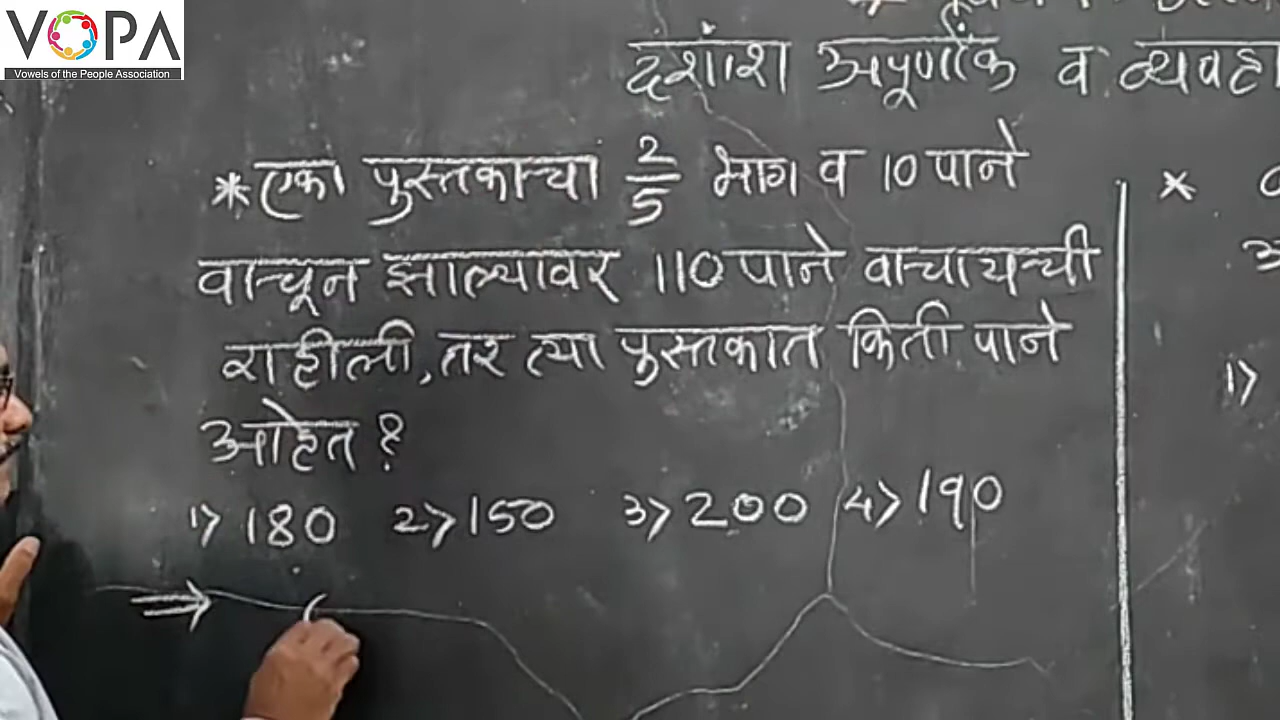 VOPA
Vowels of the People Association
दशांश अपूर्णांक व
* एका पुस्तकाचा 2/5 भाग व 10 पाने
वाचून झाल्यावर 110 पाने वाचायची
राहीली, तर त्या पुस्तकात किती पाने
आहेत ?
1> 180 2> 150 3> 200 4> 190
⇒ (
*
1>